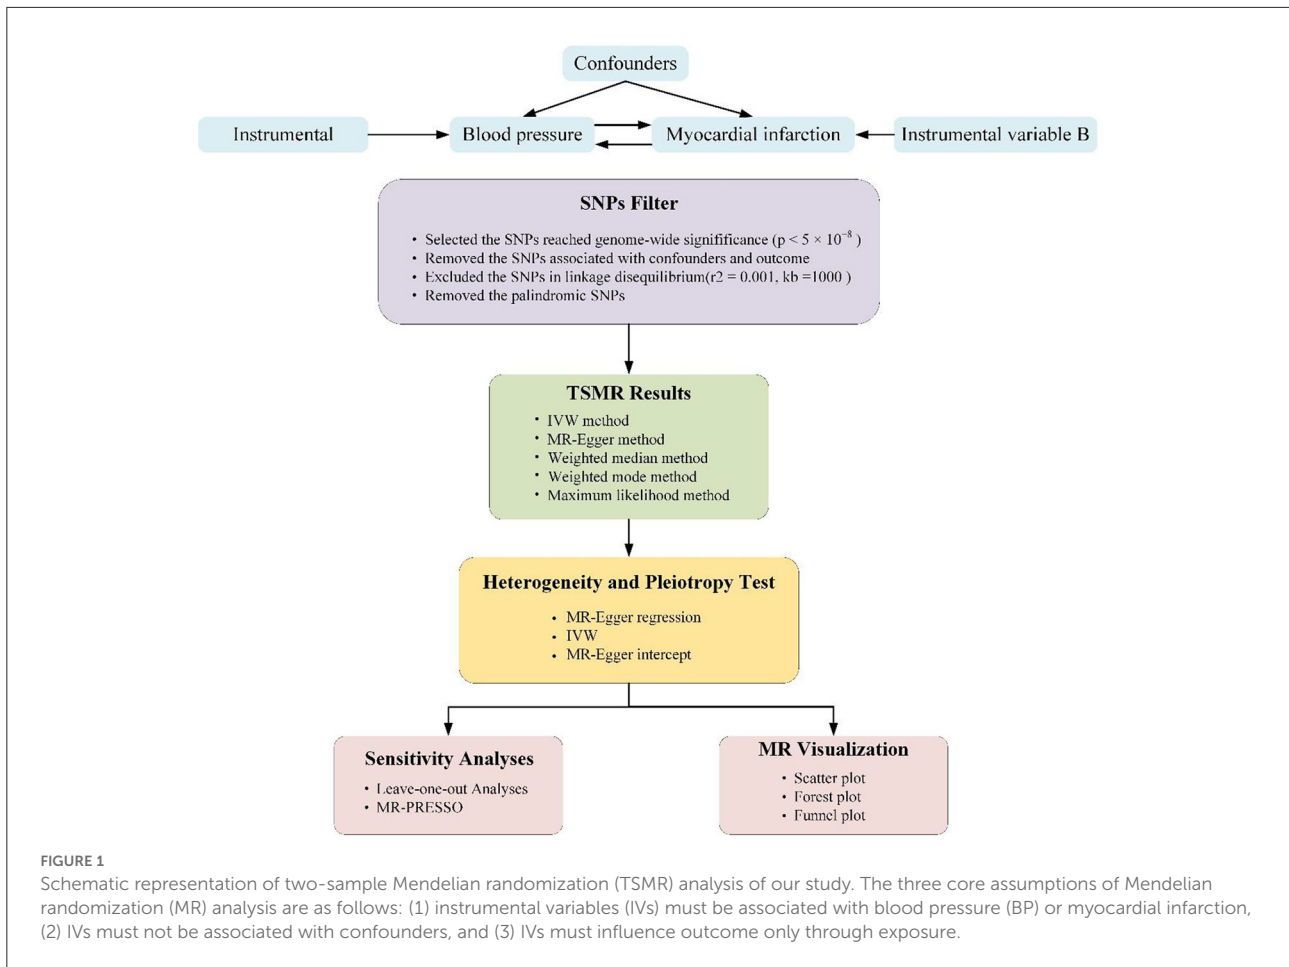 Confounders
Instrumental
Blood pressure
Myocardial infarction
Instrumental variable B
SNPs Filter
• Selected the SNPs reached genome-wide signifificance (p < 5 × 10⁻⁸ )
• Removed the SNPs associated with confounders and outcome
• Excluded the SNPs in linkage disequilibrium(r2 = 0.001, kb =1000 )
• Removed the palindromic SNPs
TSMR Results
• IVW method
• MR-Egger method
• Weighted median method
• Weighted mode method
• Maximum likelihood method
Heterogeneity and Pleiotropy Test
• MR-Egger regression
• IVW
• MR-Egger intercept
Sensitivity Analyses
• Leave-one-out Analyses
• MR-PRESSO
MR Visualization
• Scatter plot
• Forest plot
• Funnel plot
FIGURE 1
Schematic representation of two-sample Mendelian randomization (TSMR) analysis of our study. The three core assumptions of Mendelian
randomization (MR) analysis are as follows: (1) instrumental variables (IVs) must be associated with blood pressure (BP) or myocardial infarction,
(2) IVs must not be associated with confounders, and (3) IVs must influence outcome only through exposure.